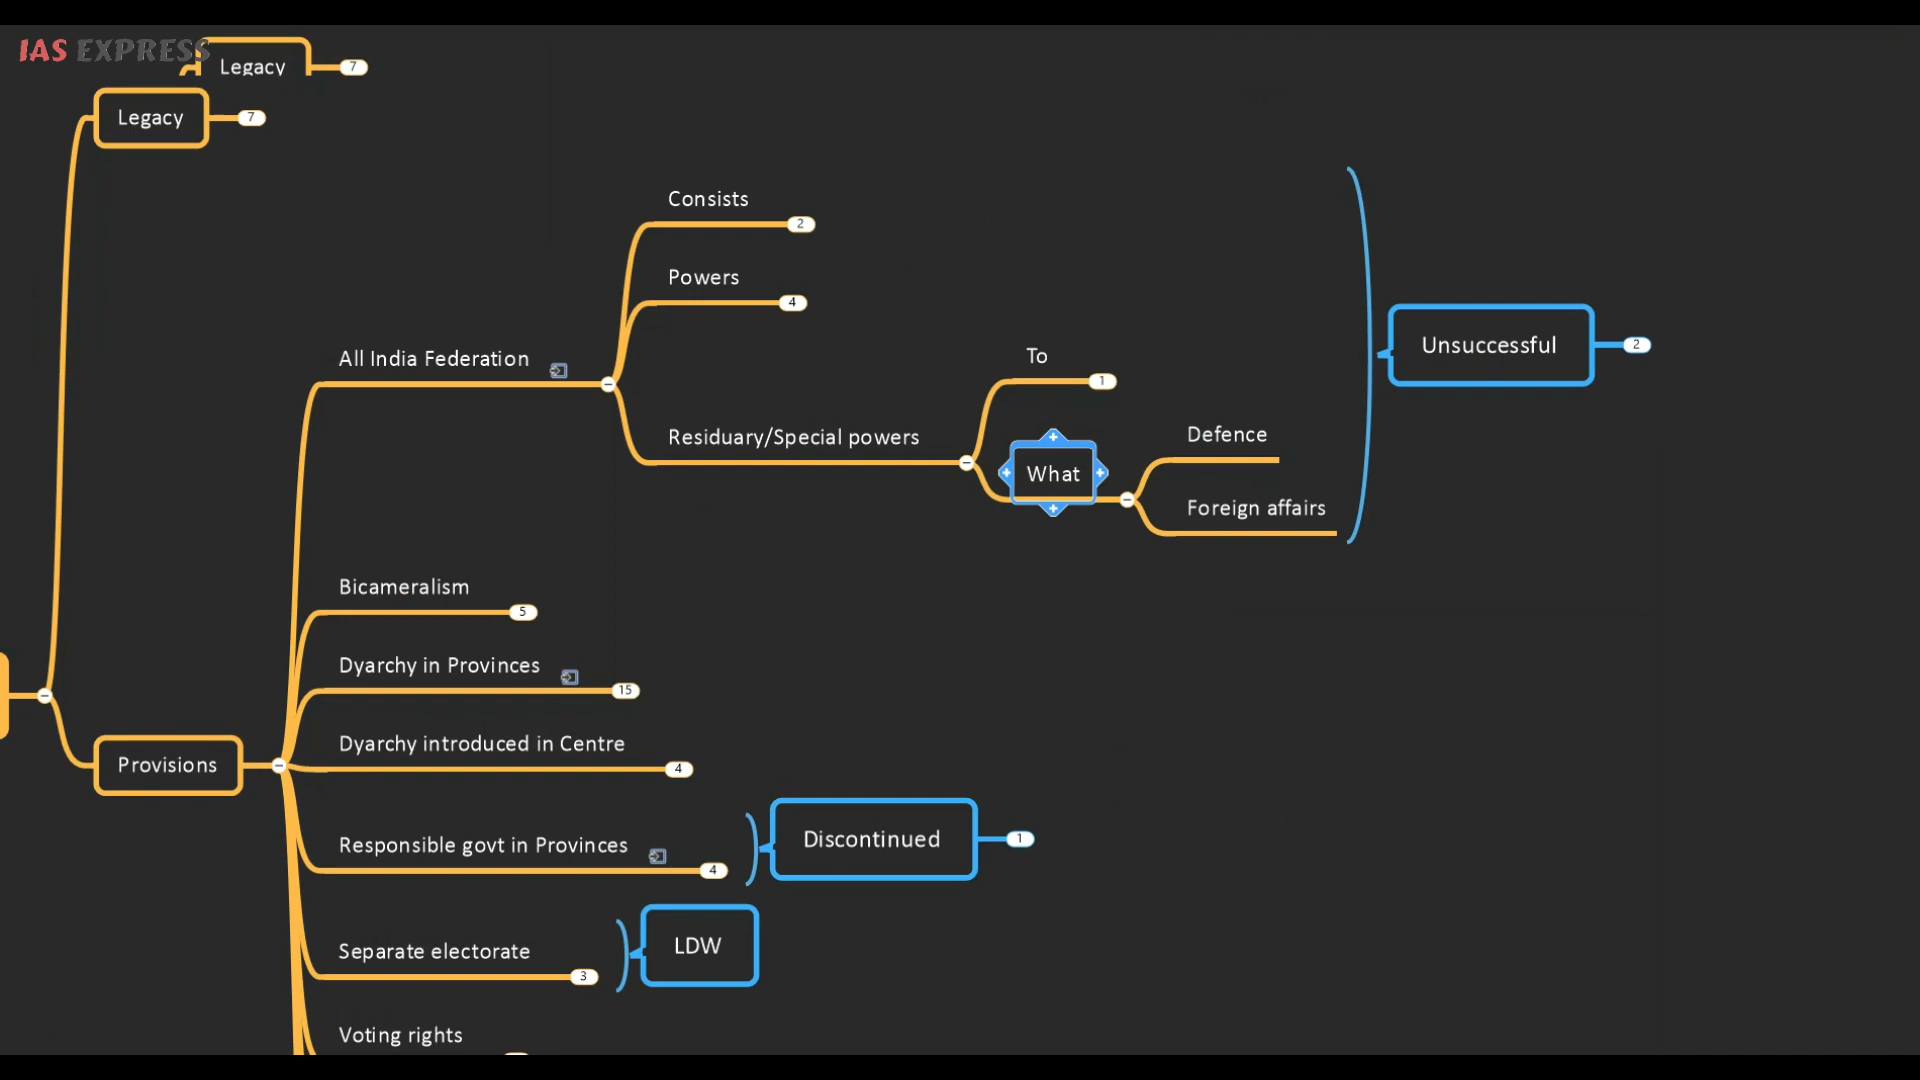 IAS EXPRESS
Legacy
7
Legacy
7
Consists
2
Powers
4
All India Federation
To
1
Residuary/Special powers
What
Defence
Foreign affairs
Unsuccessful
2
Bicameralism
5
Dyarchy in Provinces
15
Dyarchy introduced in Centre
4
Provisions
Responsible govt in Provinces
4
Discontinued
1
Separate electorate
3
LDW
Voting rights